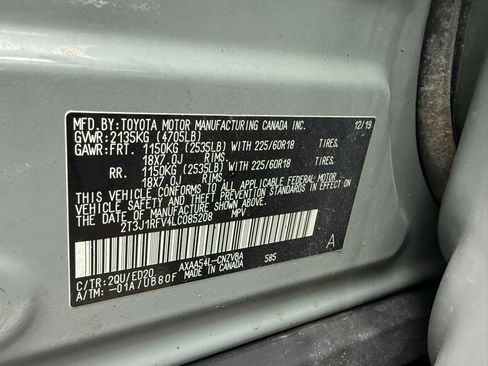 MFD.BY:TOYOTA MOTOR MANUFACTURING CANADA INC. 12/19
GVWR:2135KG (4705LB)
GAWR:FRT. 1150KG (2535LB) WITH 225/60R18 TIRES,
18X7.0J RIMS,
RR. 1150KG (2535LB) WITH 225/60R18 TIRES,
18X7.0J RIMS,
THIS VEHICLE CONFORMS TO ALL APPLICABLE FEDERAL MOTOR
VEHICLE SAFETY AND THEFT PREVENTION STANDARDS IN
EFFECT ON THE DATE OF MANUFACTURE SHOWN ABOVE.
2T3J1RFV4LC085208 MPV
A
C/TR:2QU/ED20 AXAA54L-CNZVBA 585
A/TM:-01A/UB80F MADE IN CANADA